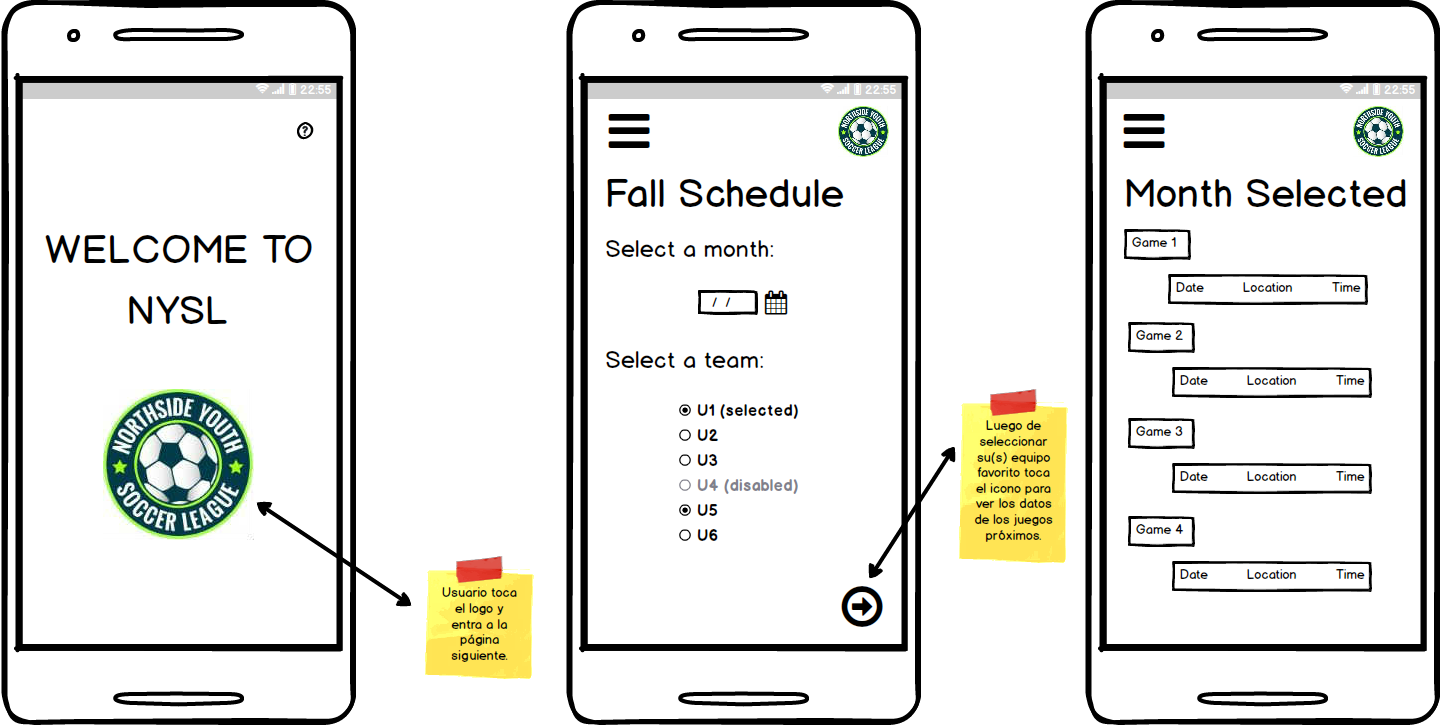 22:55
?
WELCOME TO
NYSL
NORTHSIDE YOUTH
SOCCER LEAGUE
Usuario toca
el logo y
entra a la
página
siguiente.
22:55
NORTHSIDE YOUTH
SOCCER LEAGUE
Fall Schedule
Select a month:
/ /
Select a team:
U1 (selected)
U2
U3
U4 (disabled)
U5
U6
Luego de
seleccionar
su(s) equipo
favorito toca
el icono para
ver los datos
de los juegos
próximos.
22:55
NORTHSIDE YOUTH
SOCCER LEAGUE
Month Selected
Game 1
Date Location Time
Game 2
Date Location Time
Game 3
Date Location Time
Game 4
Date Location Time